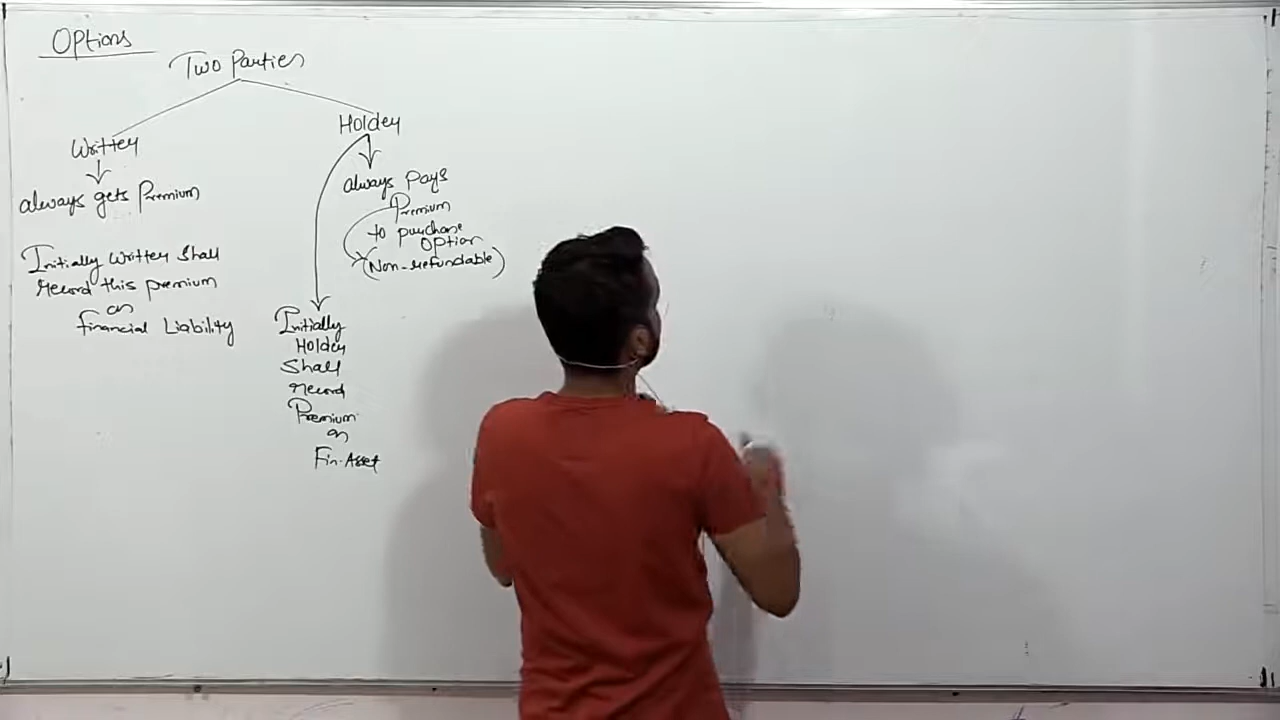 Options
Two Parties
Writer
always gets Premium
Initially writer shall
record this premium
as
financial Liability
Holder
always pays
Premium
to purchase
option
(Non-refundable)
Initially
Holder
shall
record
Premium
as
Fin. Asset